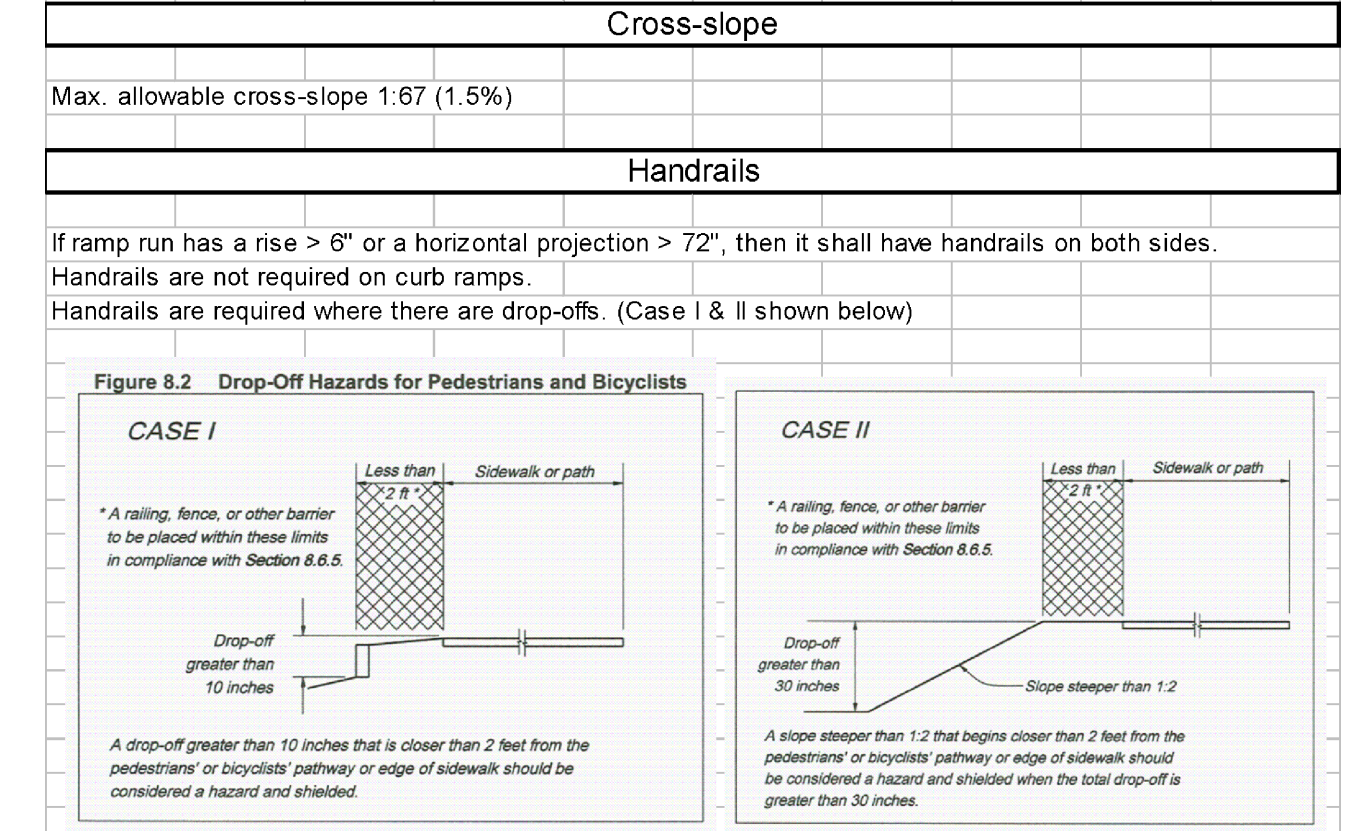 Cross-slope
Max. allowable cross-slope 1:67 (1.5%)
Handrails
If ramp run has a rise > 6" or a horizontal projection > 72", then it shall have handrails on both sides.
Handrails are not required on curb ramps.
Handrails are required where there are drop-offs. (Case I & II shown below)
Figure 8.2 Drop-Off Hazards for Pedestrians and Bicyclists
CASE I
Less than
2 ft *
Sidewalk or path
* A railing, fence, or other barrier
to be placed within these limits
in compliance with Section 8.6.5.
Drop-off
greater than
10 inches
A drop-off greater than 10 inches that is closer than 2 feet from the
pedestrians' or bicyclists' pathway or edge of sidewalk should be
considered a hazard and shielded.
CASE II
Less than
2 ft *
Sidewalk or path
* A railing, fence, or other barrier
to be placed within these limits
in compliance with Section 8.6.5.
Drop-off
greater than
30 inches
Slope steeper than 1:2
A slope steeper than 1:2 that begins closer than 2 feet from the
pedestrians' or bicyclists' pathway or edge of sidewalk should
be considered a hazard and shielded when the total drop-off is
greater than 30 inches.